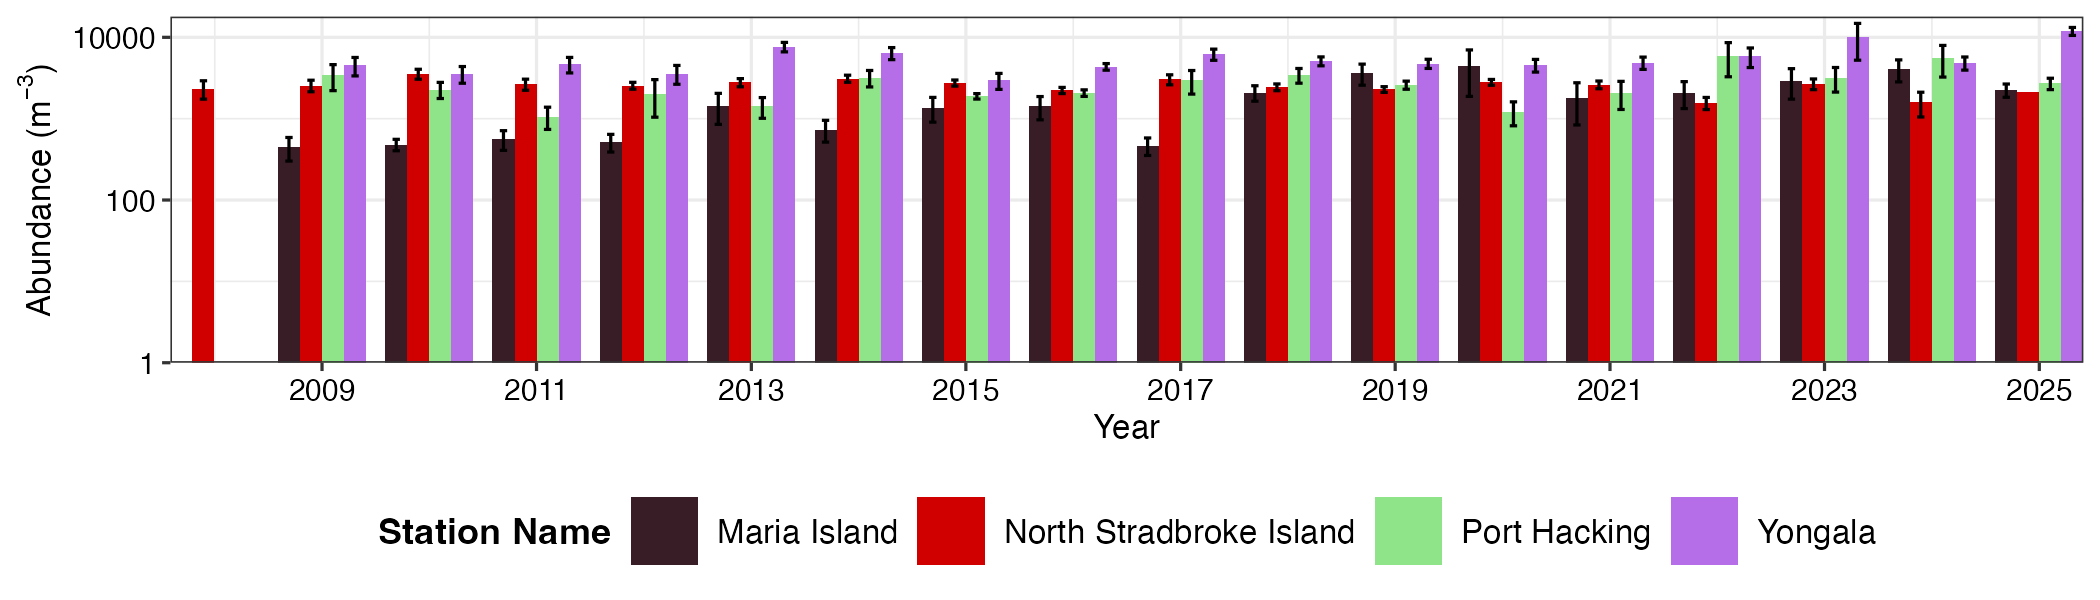 Abundance (m⁻³)
10000
100
1
2009 2011 2013 2015 2017 2019 2021 2023 2025
Year
Station Name Maria Island North Stradbroke Island Port Hacking Yongala